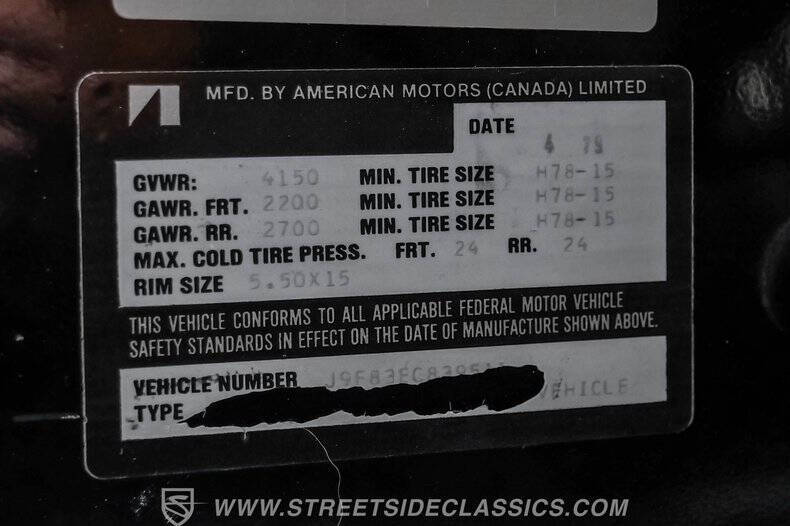 MFD. BY AMERICAN MOTORS (CANADA) LIMITED
DATE 4 79
GVWR: 4150 MIN. TIRE SIZE H78-15
GAWR. FRT. 2200 MIN. TIRE SIZE H78-15
GAWR. RR. 2700 MIN. TIRE SIZE H78-15
MAX. COLD TIRE PRESS. FRT. 24 RR. 24
RIM SIZE 5.50X15
THIS VEHICLE CONFORMS TO ALL APPLICABLE FEDERAL MOTOR VEHICLE
SAFETY STANDARDS IN EFFECT ON THE DATE OF MANUFACTURE SHOWN ABOVE.
VEHICLE NUMBER
TYPE VEHICLE
WWW.STREETSIDECLASSICS.COM